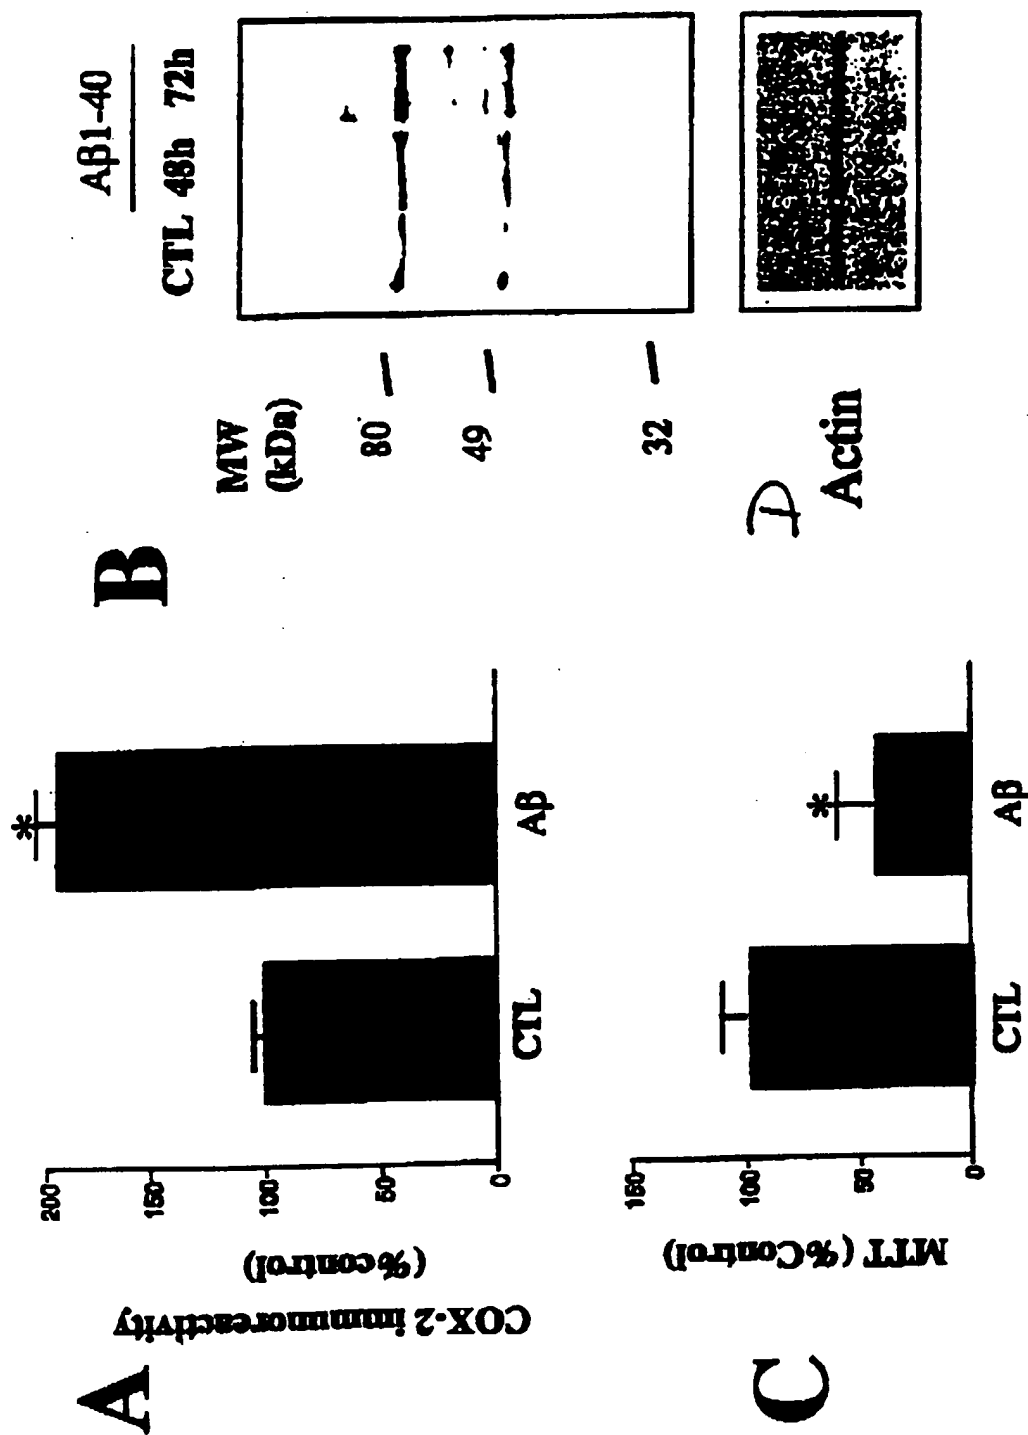 A
COX-2 immunoreactivity
(%control)
200
150
100
50
0
CTL Aβ
*
B
Aβ1-40
CTL 48h 72h
MW
(kDa)
80
49
32
C
MTT (%Control)
150
100
50
0
CTL Aβ
*
D
Actin